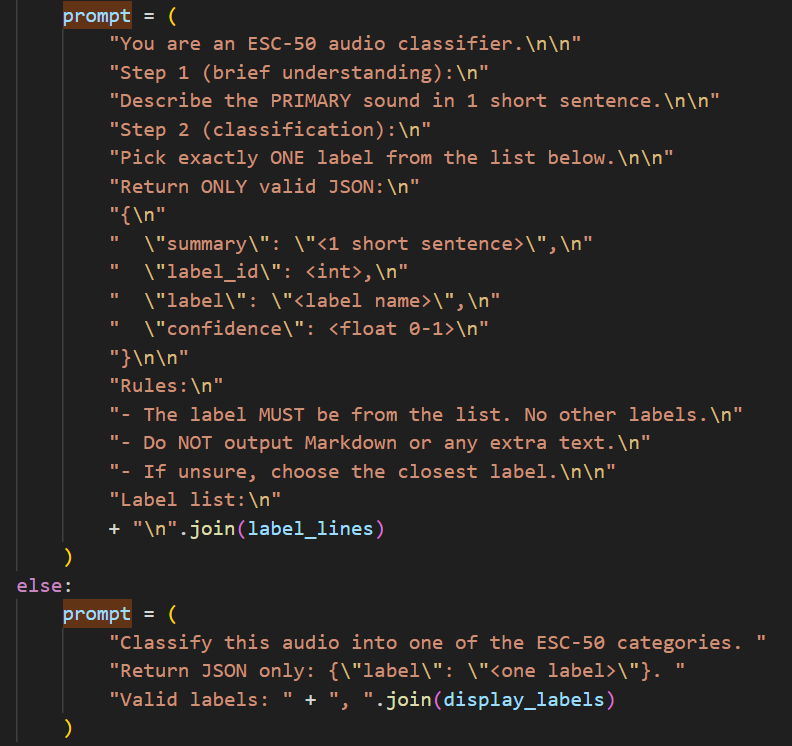 prompt = (
"You are an ESC-50 audio classifier.\n\n"
"Step 1 (brief understanding):\n"
"Describe the PRIMARY sound in 1 short sentence.\n\n"
"Step 2 (classification):\n"
"Pick exactly ONE label from the list below.\n\n"
"Return ONLY valid JSON:\n"
"{\n"
"  \"summary\": \"<1 short sentence>\",\n"
"  \"label_id\": <int>,\n"
"  \"label\": \"<label name>\",\n"
"  \"confidence\": <float 0-1>\n"
"}\n\n"
"Rules:\n"
"- The label MUST be from the list. No other labels.\n"
"- Do NOT output Markdown or any extra text.\n"
"- If unsure, choose the closest label.\n\n"
"Label list:\n"
+ "\n".join(label_lines)
)
else:
prompt = (
"Classify this audio into one of the ESC-50 categories. "
"Return JSON only: {\"label\": \"<one label>\"}. "
"Valid labels: " + ", ".join(display_labels)
)